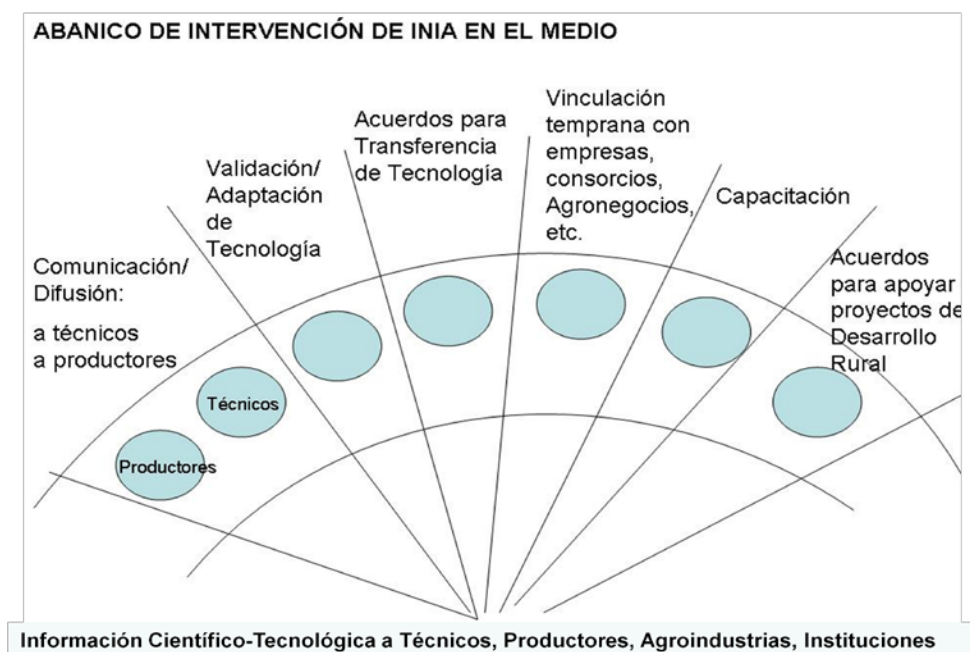 ABANICO DE INTERVENCIÓN DE INIA EN EL MEDIO
Comunicación/
Difusión:
a técnicos
a productores
Validación/
Adaptación
de
Tecnología
Acuerdos para
Transferencia
de Tecnología
Vinculación
temprana con
empresas,
consorcios,
Agronegocios,
etc.
Capacitación
Acuerdos
para apoyar
proyectos de
Desarrollo
Rural
Técnicos
Productores
Información Científico-Tecnológica a Técnicos, Productores, Agroindustrias, Instituciones